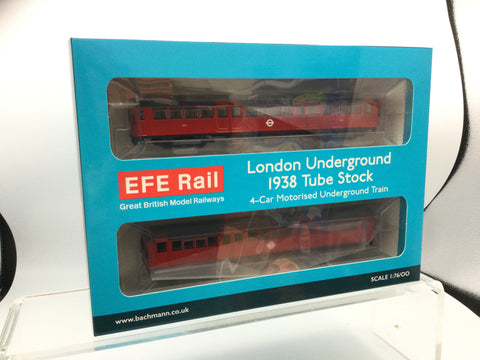 EFE Rail
Great British Model Railways
London Underground
1938 Tube Stock
4-Car Motorised Underground Train
www.bachmann.co.uk
SCALE 1:76/OO